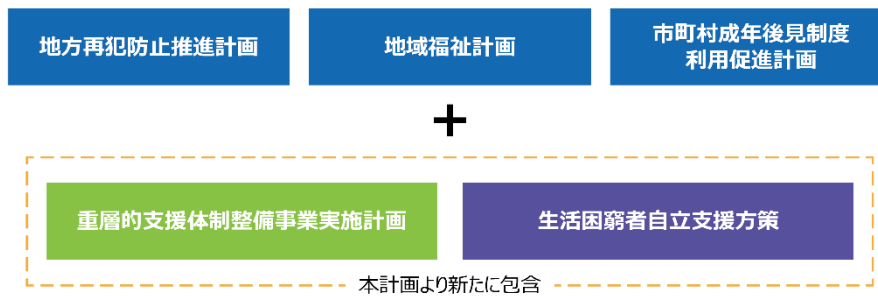 地方再犯防止推進計画
地域福祉計画
市町村成年後見制度
利用促進計画
+
重層的支援体制整備事業実施計画
生活困窮者自立支援方策
本計画より新たに包含